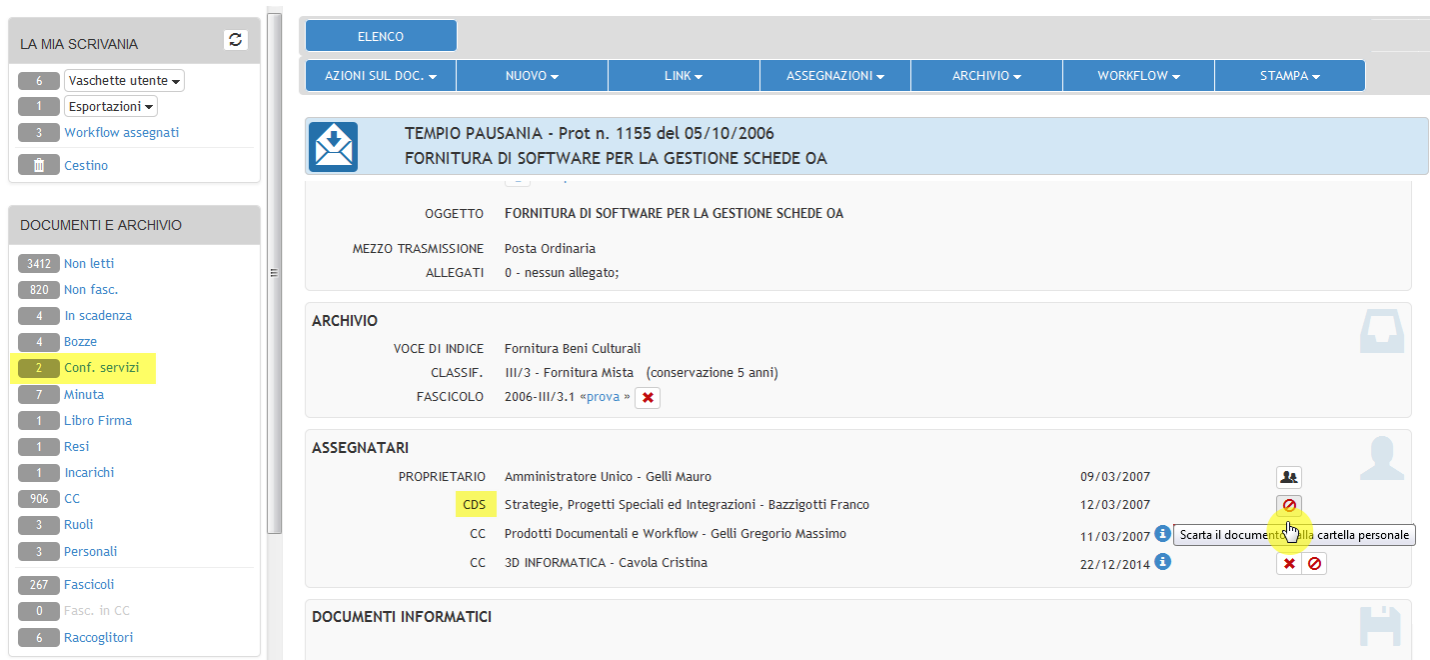 LA MIA SCRIVANIA
6 Vaschette utente
1 Esportazioni
3 Workflow assegnati
Cestino
DOCUMENTI E ARCHIVIO
3412 Non letti
820 Non fasc.
4 In scadenza
4 Bozze
2 Conf. servizi
7 Minuta
1 Libro Firma
1 Resi
1 Incarichi
906 CC
3 Ruoli
3 Personali
267 Fascicoli
0 Fasc. in CC
6 Raccoglitori
ELENCO
AZIONI SUL DOC. NUOVO LINK ASSEGNAZIONI ARCHIVIO WORKFLOW STAMPA
TEMPIO PAUSANIA - Prot n. 1155 del 05/10/2006
FORNITURA DI SOFTWARE PER LA GESTIONE SCHEDE OA
OGGETTO FORNITURA DI SOFTWARE PER LA GESTIONE SCHEDE OA
MEZZO TRASMISSIONE Posta Ordinaria
ALLEGATI 0 - nessun allegato;
ARCHIVIO
VOCE DI INDICE Fornitura Beni Culturali
CLASSIF. III/3 - Fornitura Mista (conservazione 5 anni)
FASCICOLO 2006-III/3.1 «prova »
ASSEGNATARI
PROPRIETARIO Amministratore Unico - Gelli Mauro 09/03/2007
CDS Strategie, Progetti Speciali ed Integrazioni - Bazzigotti Franco 12/03/2007
CC Prodotti Documentali e Workflow - Gelli Gregorio Massimo 11/03/2007
Scarta il documento alla cartella personale
CC 3D INFORMATICA - Cavola Cristina 22/12/2014
DOCUMENTI INFORMATICI